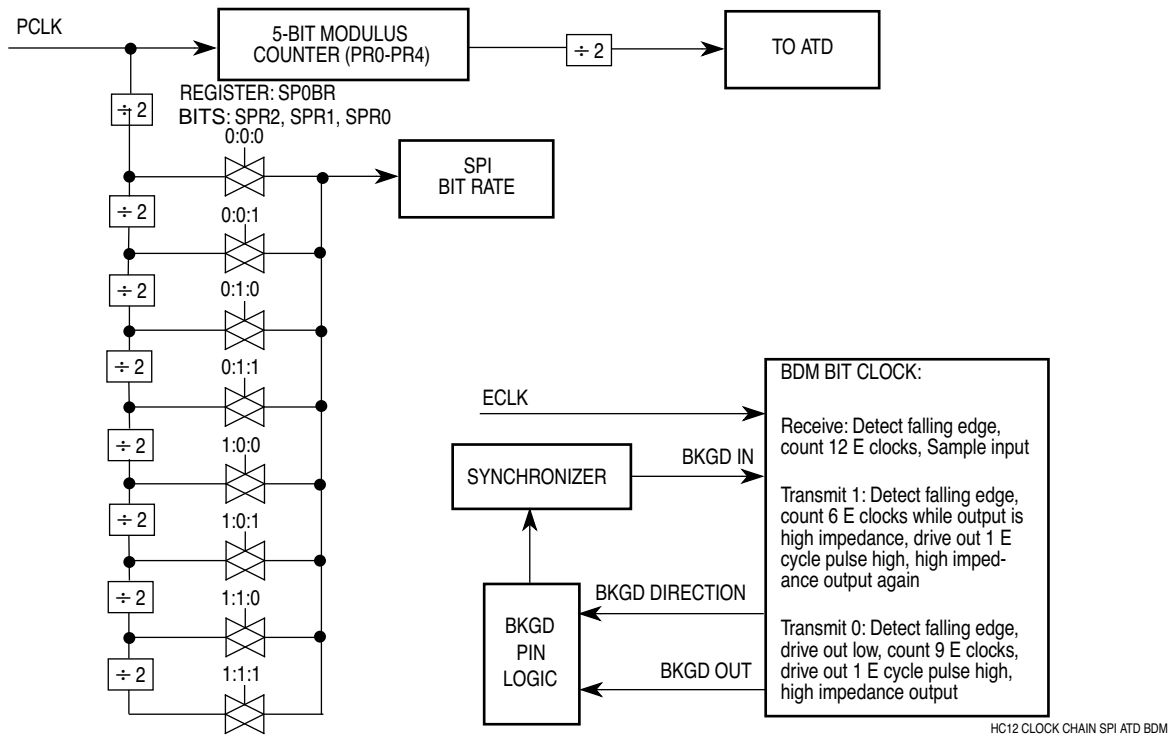 PCLK
5-BIT MODULUS
COUNTER (PR0-PR4)
÷ 2
TO ATD
÷ 2
REGISTER: SP0BR
BITS: SPR2, SPR1, SPR0
0:0:0
SPI
BIT RATE
÷ 2
0:0:1
÷ 2
0:1:0
÷ 2
0:1:1
÷ 2
1:0:0
÷ 2
1:0:1
÷ 2
1:1:0
÷ 2
1:1:1
ECLK
SYNCHRONIZER
BKGD IN
BKGD
PIN
LOGIC
BKGD DIRECTION
BKGD OUT
BDM BIT CLOCK:
Receive: Detect falling edge,
count 12 E clocks, Sample input
Transmit 1: Detect falling edge,
count 6 E clocks while output is
high impedance, drive out 1 E
cycle pulse high, high imped-
ance output again
Transmit 0: Detect falling edge,
drive out low, count 9 E clocks,
drive out 1 E cycle pulse high,
high impedance output
HC12 CLOCK CHAIN SPI ATD BDM